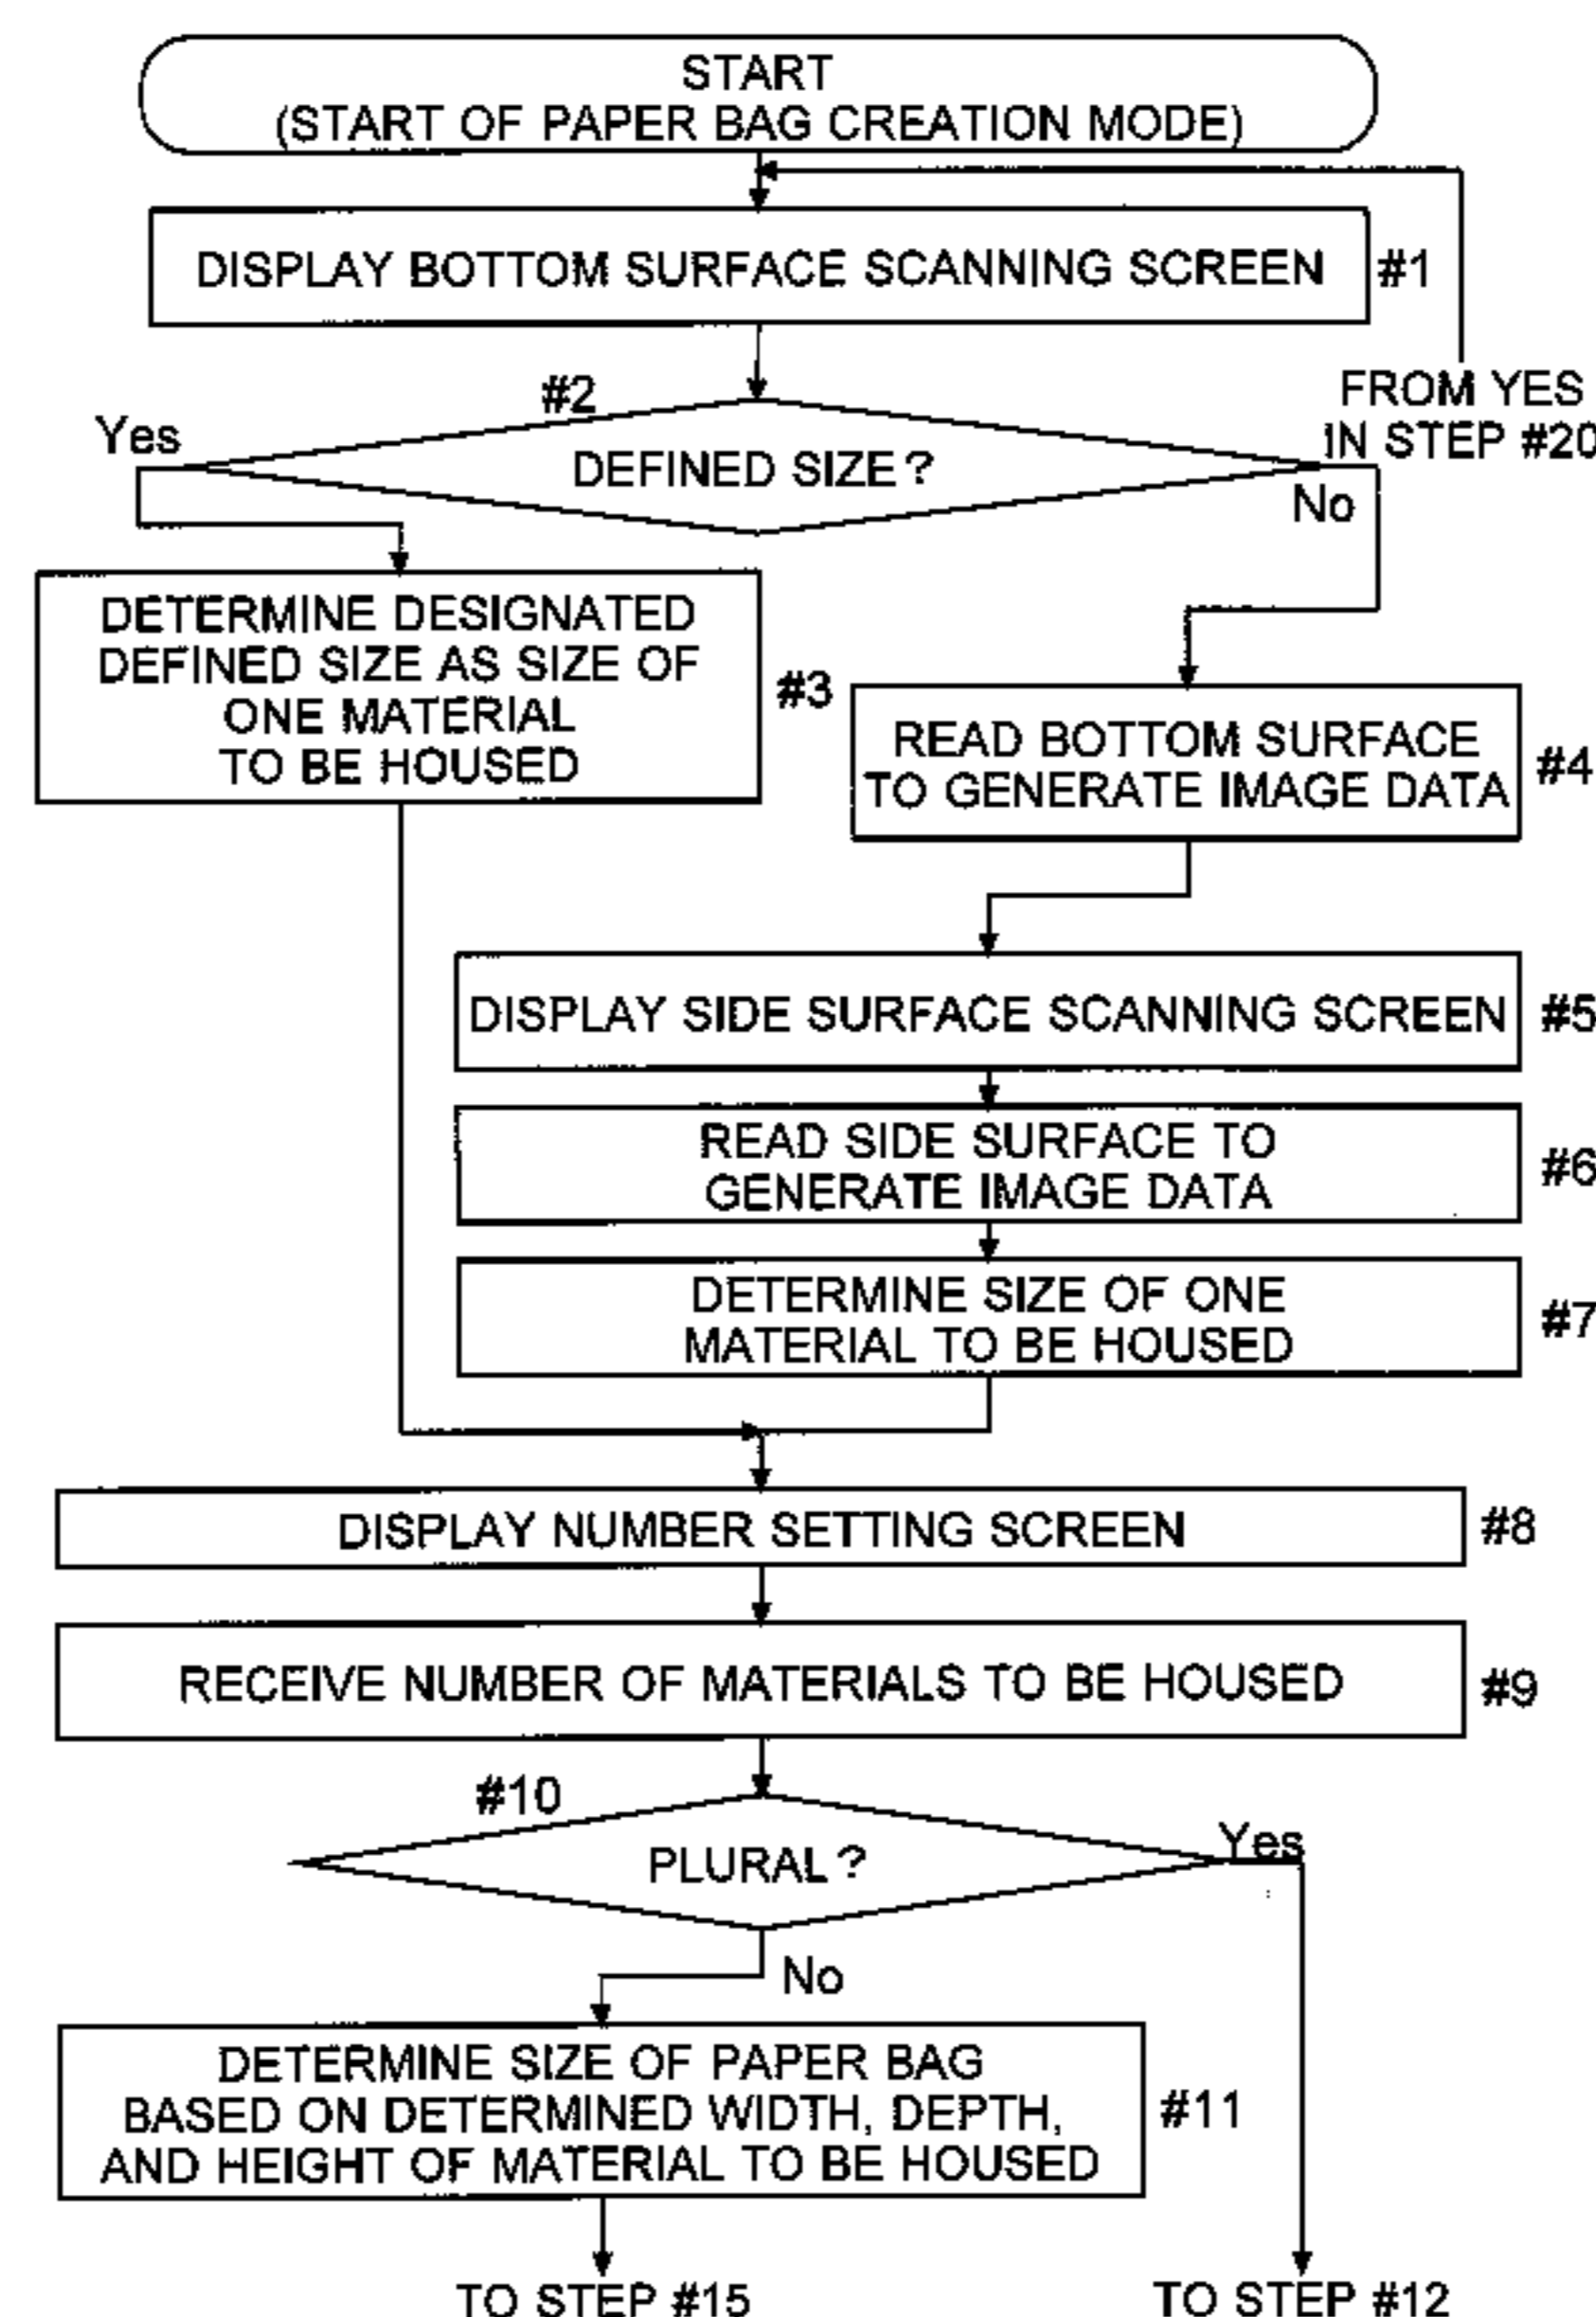 START
(START OF PAPER BAG CREATION MODE)
DISPLAY BOTTOM SURFACE SCANNING SCREEN
#1
FROM YES
IN STEP #20
#2
Yes
DEFINED SIZE?
No
DETERMINE DESIGNATED
DEFINED SIZE AS SIZE OF
ONE MATERIAL
TO BE HOUSED
#3
READ BOTTOM SURFACE
TO GENERATE IMAGE DATA
#4
DISPLAY SIDE SURFACE SCANNING SCREEN
#5
READ SIDE SURFACE TO
GENERATE IMAGE DATA
#6
DETERMINE SIZE OF ONE
MATERIAL TO BE HOUSED
#7
DISPLAY NUMBER SETTING SCREEN
#8
RECEIVE NUMBER OF MATERIALS TO BE HOUSED
#9
#10
PLURAL?
Yes
No
DETERMINE SIZE OF PAPER BAG
BASED ON DETERMINED WIDTH, DEPTH,
AND HEIGHT OF MATERIAL TO BE HOUSED
#11
TO STEP #15
TO STEP #12